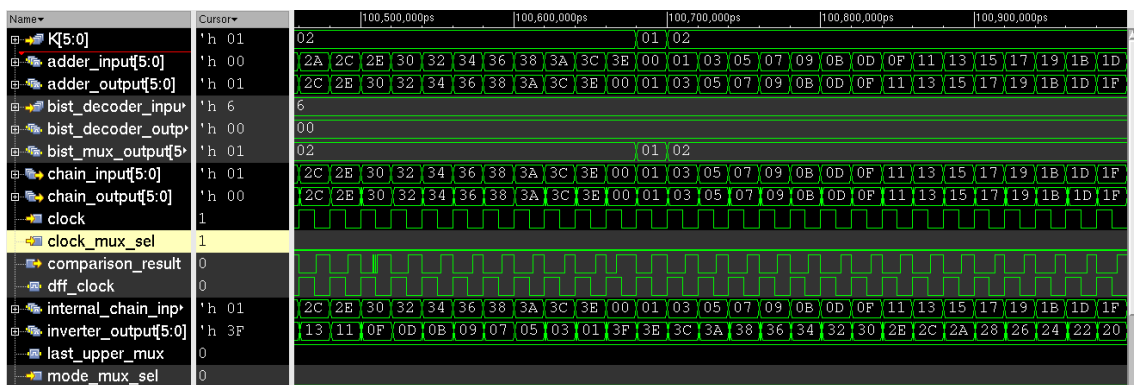 Name▾ Cursor▾ 100,500,000ps 100,600,000ps 100,700,000ps 100,800,000ps 100,900,000ps
K[5:0] 'h 01 02 01 02
adder_input[5:0] 'h 00 2A 2C 2E 30 32 34 36 38 3A 3C 3E 00 01 03 05 07 09 0B 0D 0F 11 13 15 17 19 1B 1D
adder_output[5:0] 'h 01 2C 2E 30 32 34 36 38 3A 3C 3E 00 01 03 05 07 09 0B 0D 0F 11 13 15 17 19 1B 1D 1F
bist_decoder_inpu 'h 6 6
bist_decoder_outp 'h 00 00
bist_mux_output[5 'h 01 02 01 02
chain_input[5:0] 'h 01 2C 2E 30 32 34 36 38 3A 3C 3E 00 01 03 05 07 09 0B 0D 0F 11 13 15 17 19 1B 1D 1F
chain_output[5:0] 'h 00 2C 2E 30 32 34 36 38 3A 3C 3E 00 01 03 05 07 09 0B 0D 0F 11 13 15 17 19 1B 1D 1F
clock 1
clock_mux_sel 1
comparison_result 0
dff_clock 0
internal_chain_inp 'h 01 2C 2E 30 32 34 36 38 3A 3C 3E 00 01 03 05 07 09 0B 0D 0F 11 13 15 17 19 1B 1D 1F
inverter_output[5:0] 'h 3F 13 11 0F 0D 0B 09 07 05 03 01 3F 3E 3C 3A 38 36 34 32 30 2E 2C 2A 28 26 24 22 20
last_upper_mux 0
mode_mux_sel 0